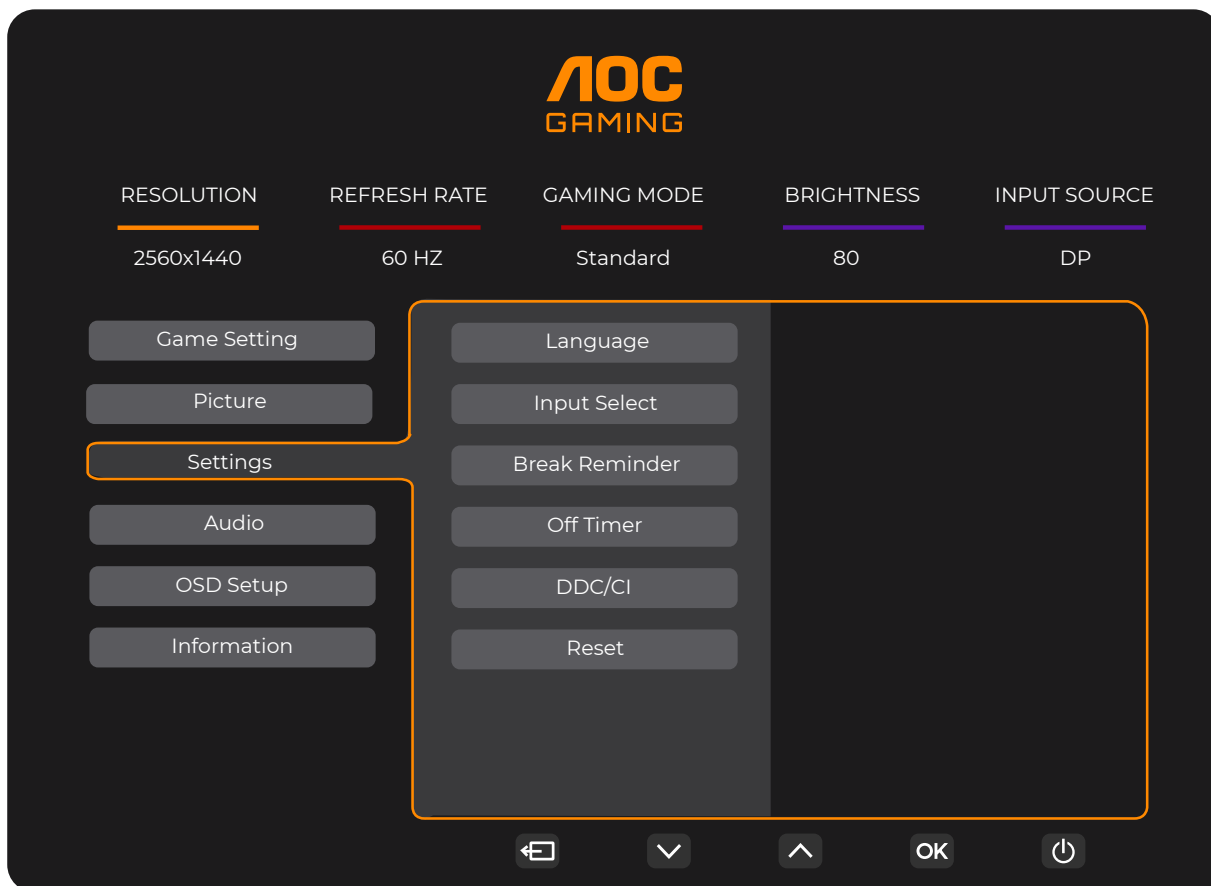 AOC
GAMING
RESOLUTION REFRESH RATE GAMING MODE BRIGHTNESS INPUT SOURCE
2560x1440 60 HZ Standard 80 DP
Game Setting
Picture
Settings
Audio
OSD Setup
Information
Language
Input Select
Break Reminder
Off Timer
DDC/CI
Reset
OK